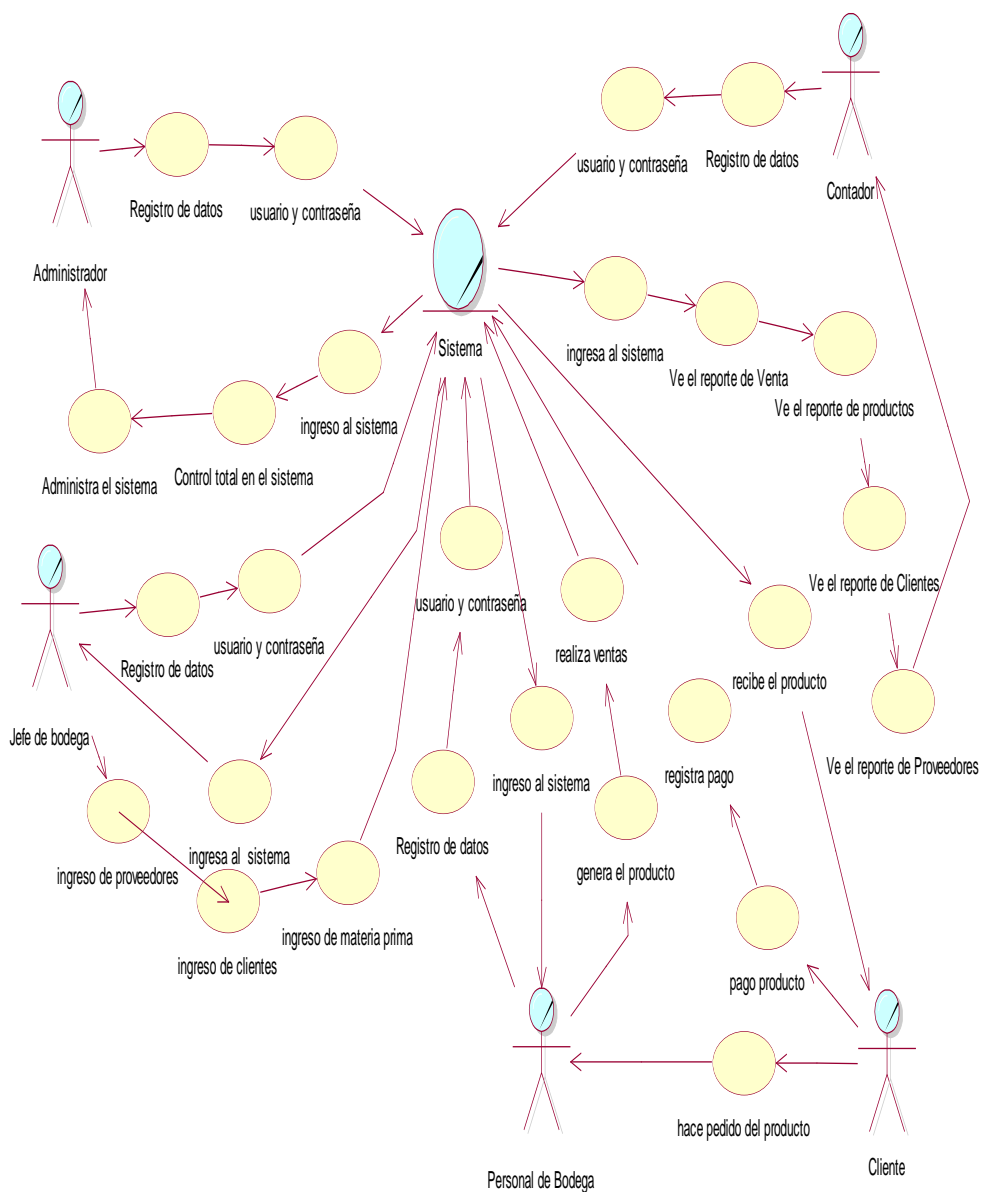 usuario y contraseña
Registro de datos
Contador
Registro de datos
usuario y contraseña
Administrador
Sistema
ingresa al sistema
Ve el reporte de Venta
Ve el reporte de productos
ingreso al sistema
Control total en el sistema
Administra el sistema
usuario y contraseña
Ve el reporte de Clientes
usuario y contraseña
realiza ventas
Registro de datos
recibe el producto
Jefe de bodega
Ve el reporte de Proveedores
registra pago
ingreso al sistema
Registro de datos
ingresa al  sistema
ingreso de proveedores
genera el producto
ingreso de materia prima
ingreso de clientes
pago producto
hace pedido del producto
Cliente
Personal de Bodega